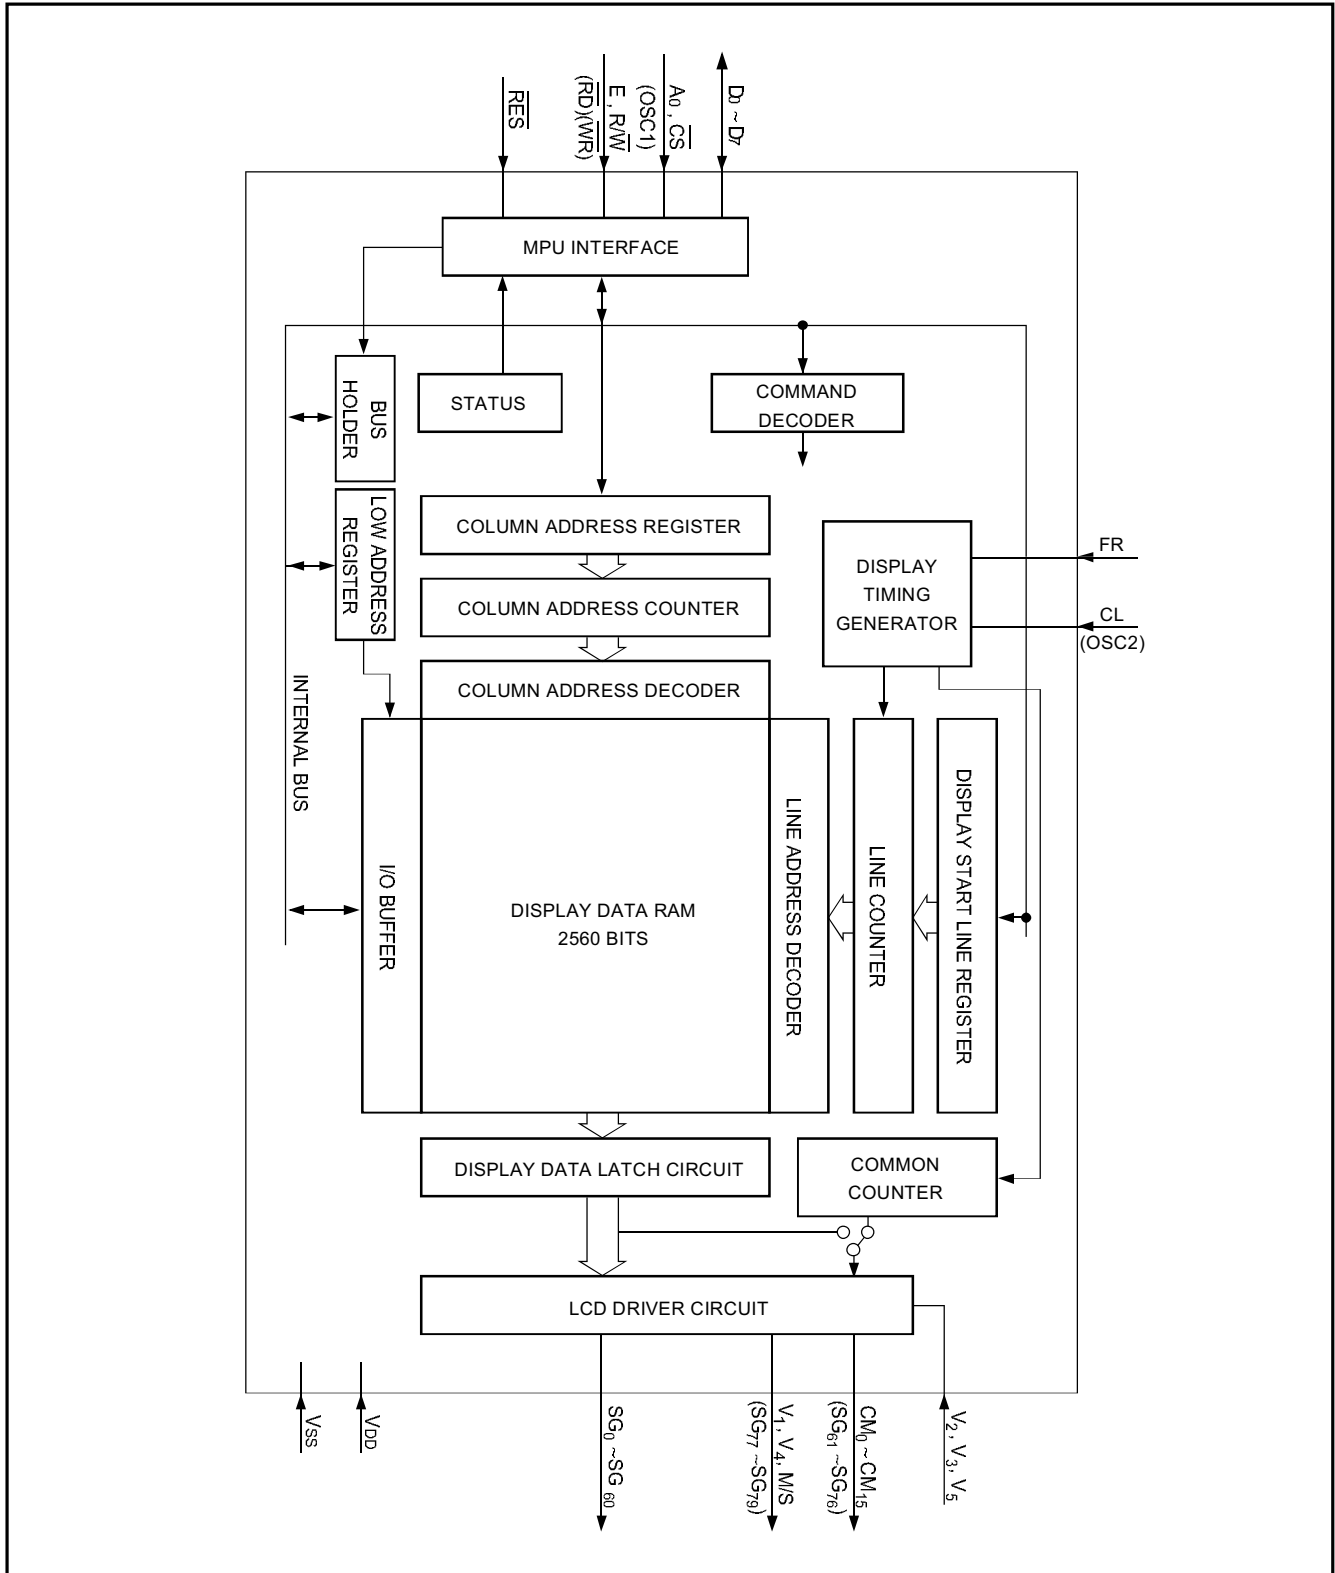 RES
E , R/W
(RD)(WR)
A0 , CS
(OSC1)
D0 ~ D7
MPU INTERFACE
BUS
HOLDER
STATUS
COMMAND
DECODER
LOW ADDRESS
REGISTER
COLUMN ADDRESS REGISTER
COLUMN ADDRESS COUNTER
COLUMN ADDRESS DECODER
DISPLAY
TIMING
GENERATOR
FR
CL
(OSC2)
INTERNAL BUS
I/O BUFFER
DISPLAY DATA RAM
2560 BITS
LINE ADDRESS DECODER
LINE COUNTER
DISPLAY START LINE REGISTER
DISPLAY DATA LATCH CIRCUIT
COMMON
COUNTER
LCD DRIVER CIRCUIT
VSS
VDD
SG0 ~SG 60
V1, V4, M/S
(SG77 ~SG79)
CM0 ~ CM15
(SG61 ~SG76)
V2 , V3, V5